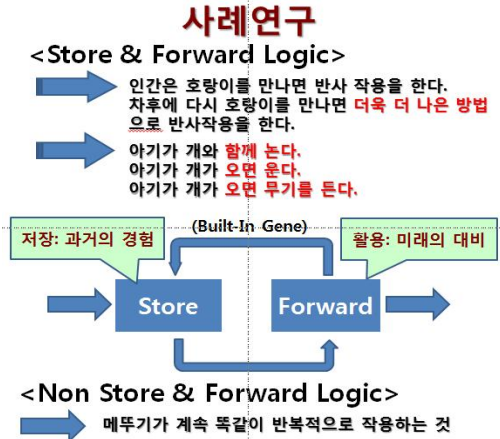 사례연구
<Store & Forward Logic>
인간은 호랑이를 만나면 반사 작용을 한다.
차후에 다시 호랑이를 만나면 더욱 더 나은 방법
으로 반사작용을 한다.
아기가 개와 함께 논다.
아기가 개가 오면 운다.
아기가 개가 오면 무기를 든다.
(Built-In Gene)
저장: 과거의 경험
활용: 미래의 대비
Store
Forward
<Non Store & Forward Logic>
메뚜기가 계속 똑같이 반복적으로 작용하는 것